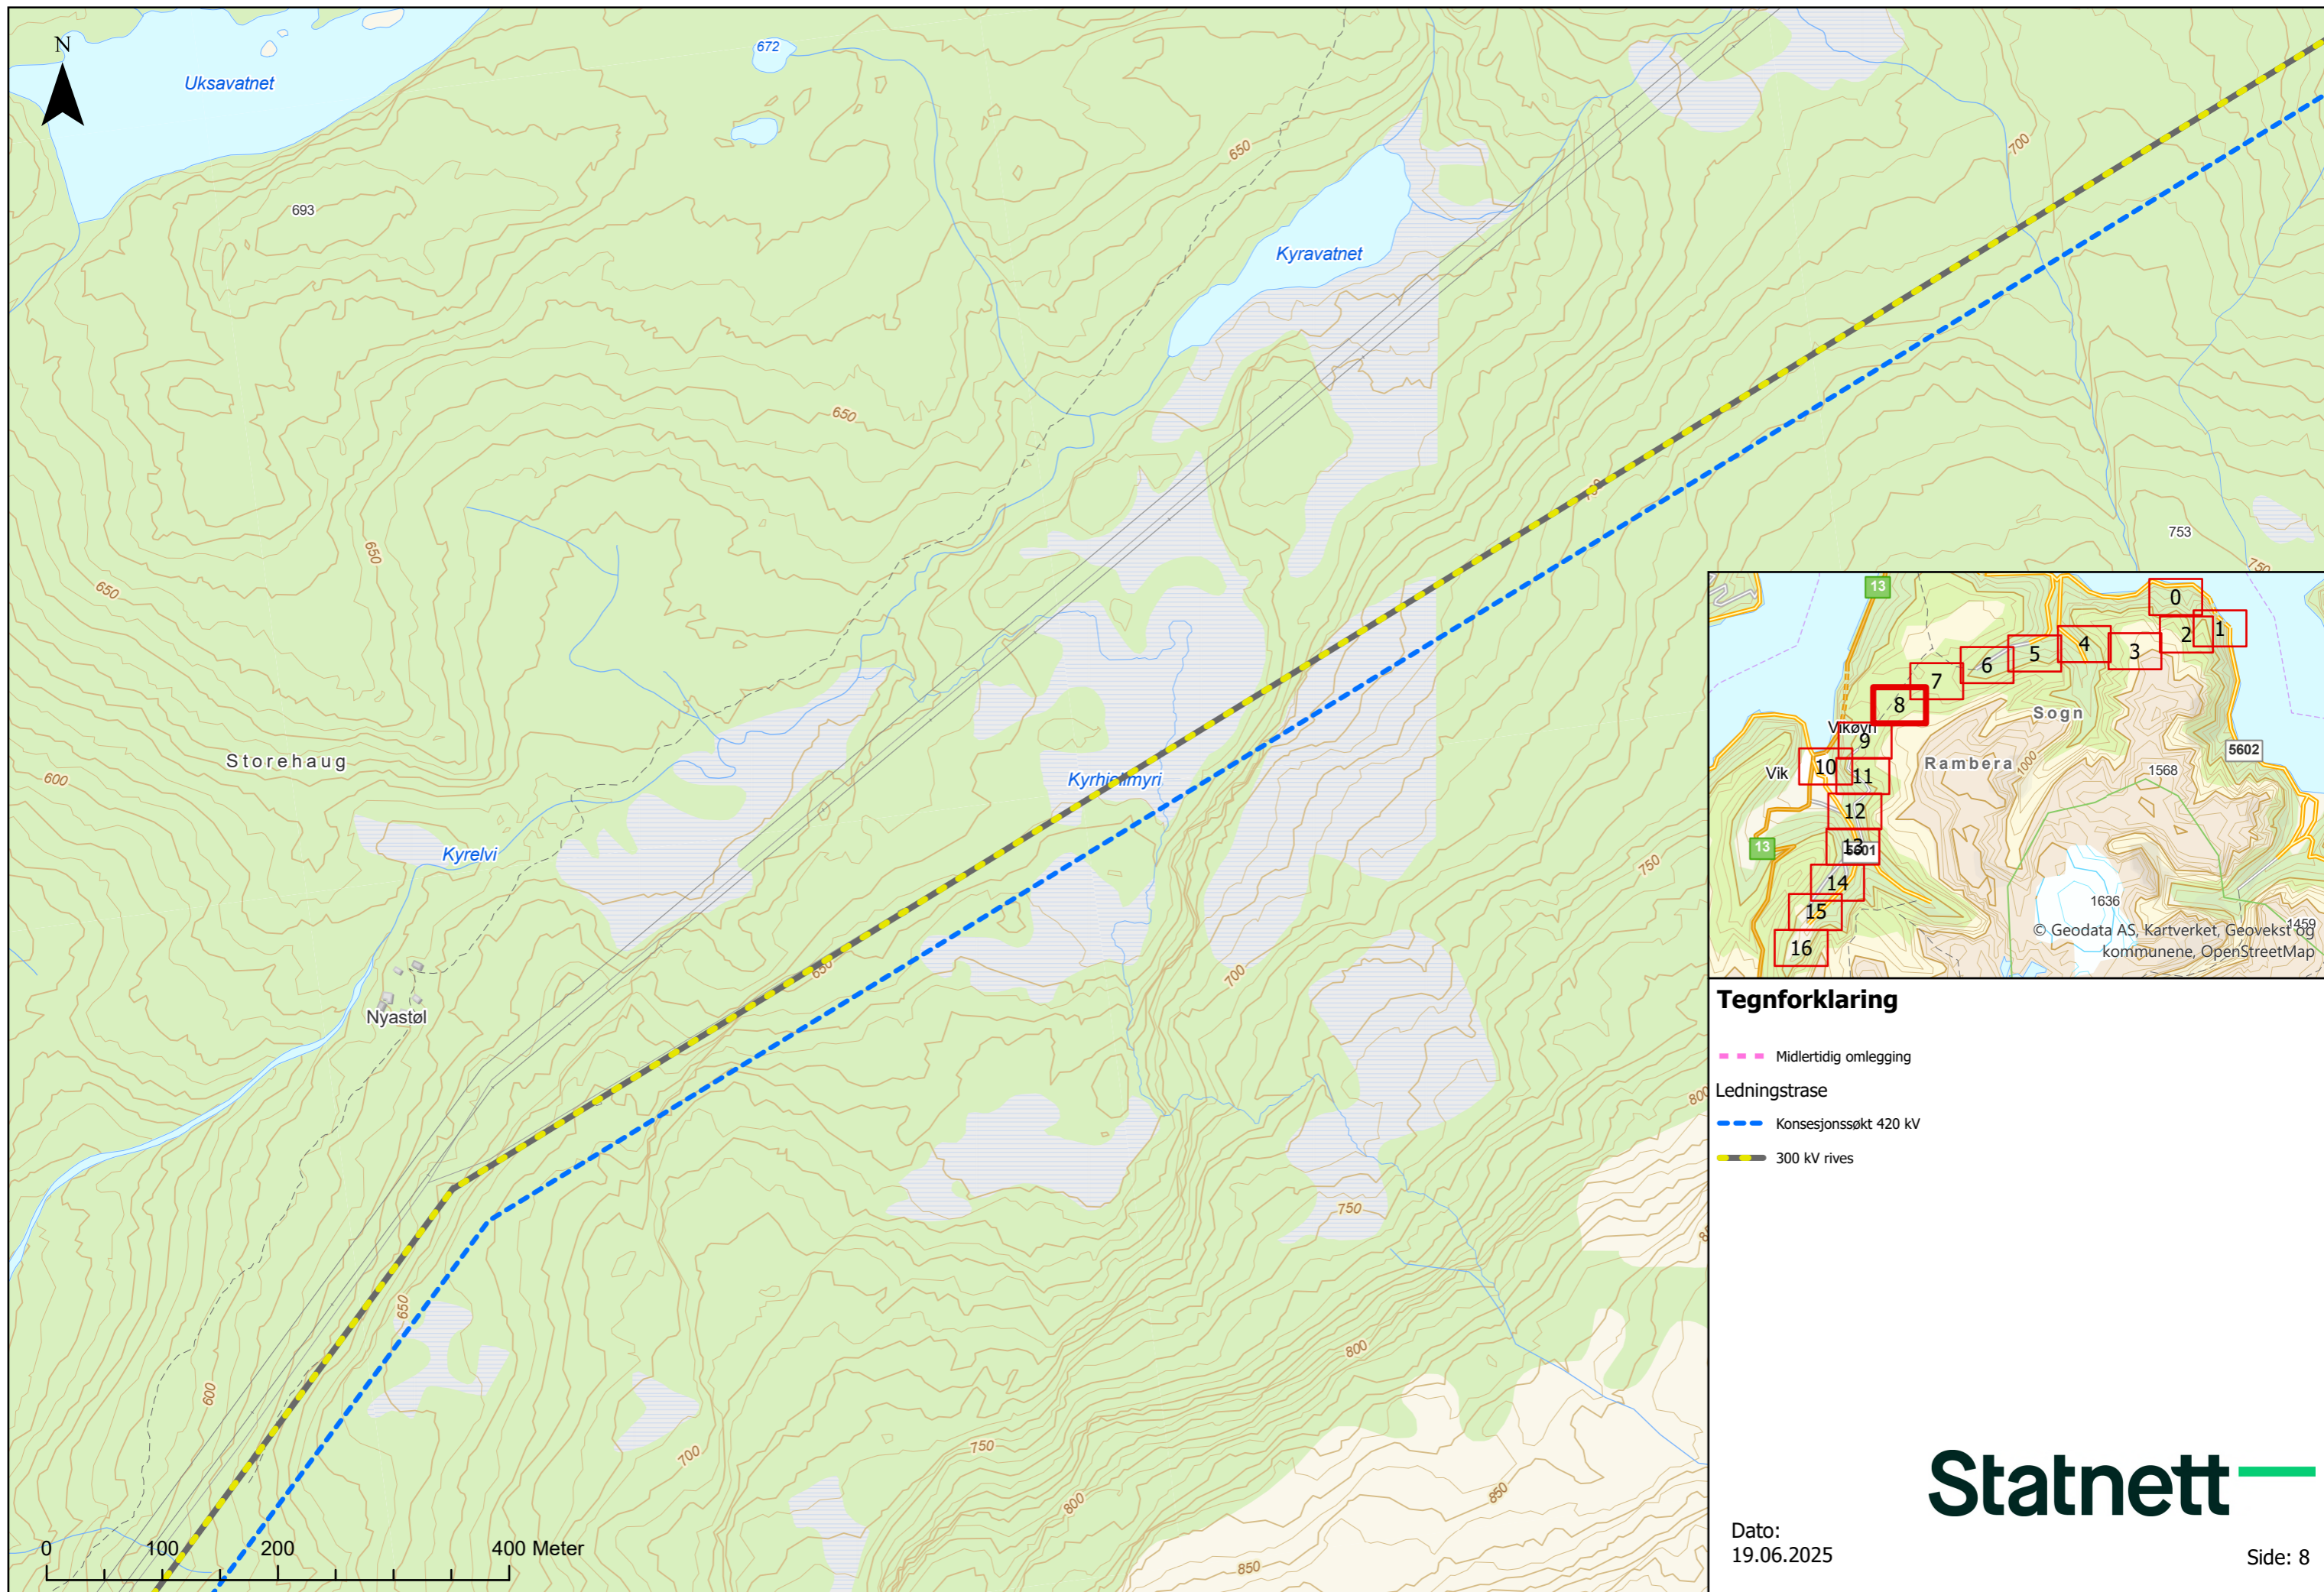 N
Uksavatnet
672
693
650
Kyravatnet
700
650
650
650
753
750
Storehaug
600
Kyrelvi
Kyrhjellmyri
650
Nyastøl
700
750
800
750
650
600
700
750
800
800
850
850
0 100 200 400 Meter
13
0
1
2
3
4
5
6
7
8
Vikøyri
9
Sogn
5602
10
Vik
11
Rambera
1000
1568
12
13
13
5601
14
15
1636
16
1459
© Geodata AS, Kartverket, Geovekst og
kommunene, OpenStreetMap
Tegnforklaring
Midlertidig omlegging
Ledningstrase
Konsesjonssøkt 420 kV
300 kV rives
Statnett
Dato:
19.06.2025
Side: 8